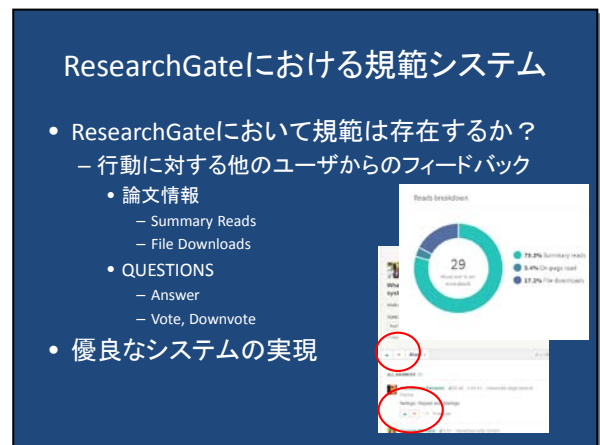 ResearchGateにおける規範システム
• ResearchGateにおいて規範は存在するか？
– 行動に対する他のユーザからのフィードバック
• 論文情報
– Summary Reads
– File Downloads
• QUESTIONS
– Answer
– Vote, Downvote
• 優良なシステムの実現
Reads breakdown
29
73.3% Summary reads
3.4% On-page read
17.2% File downloads